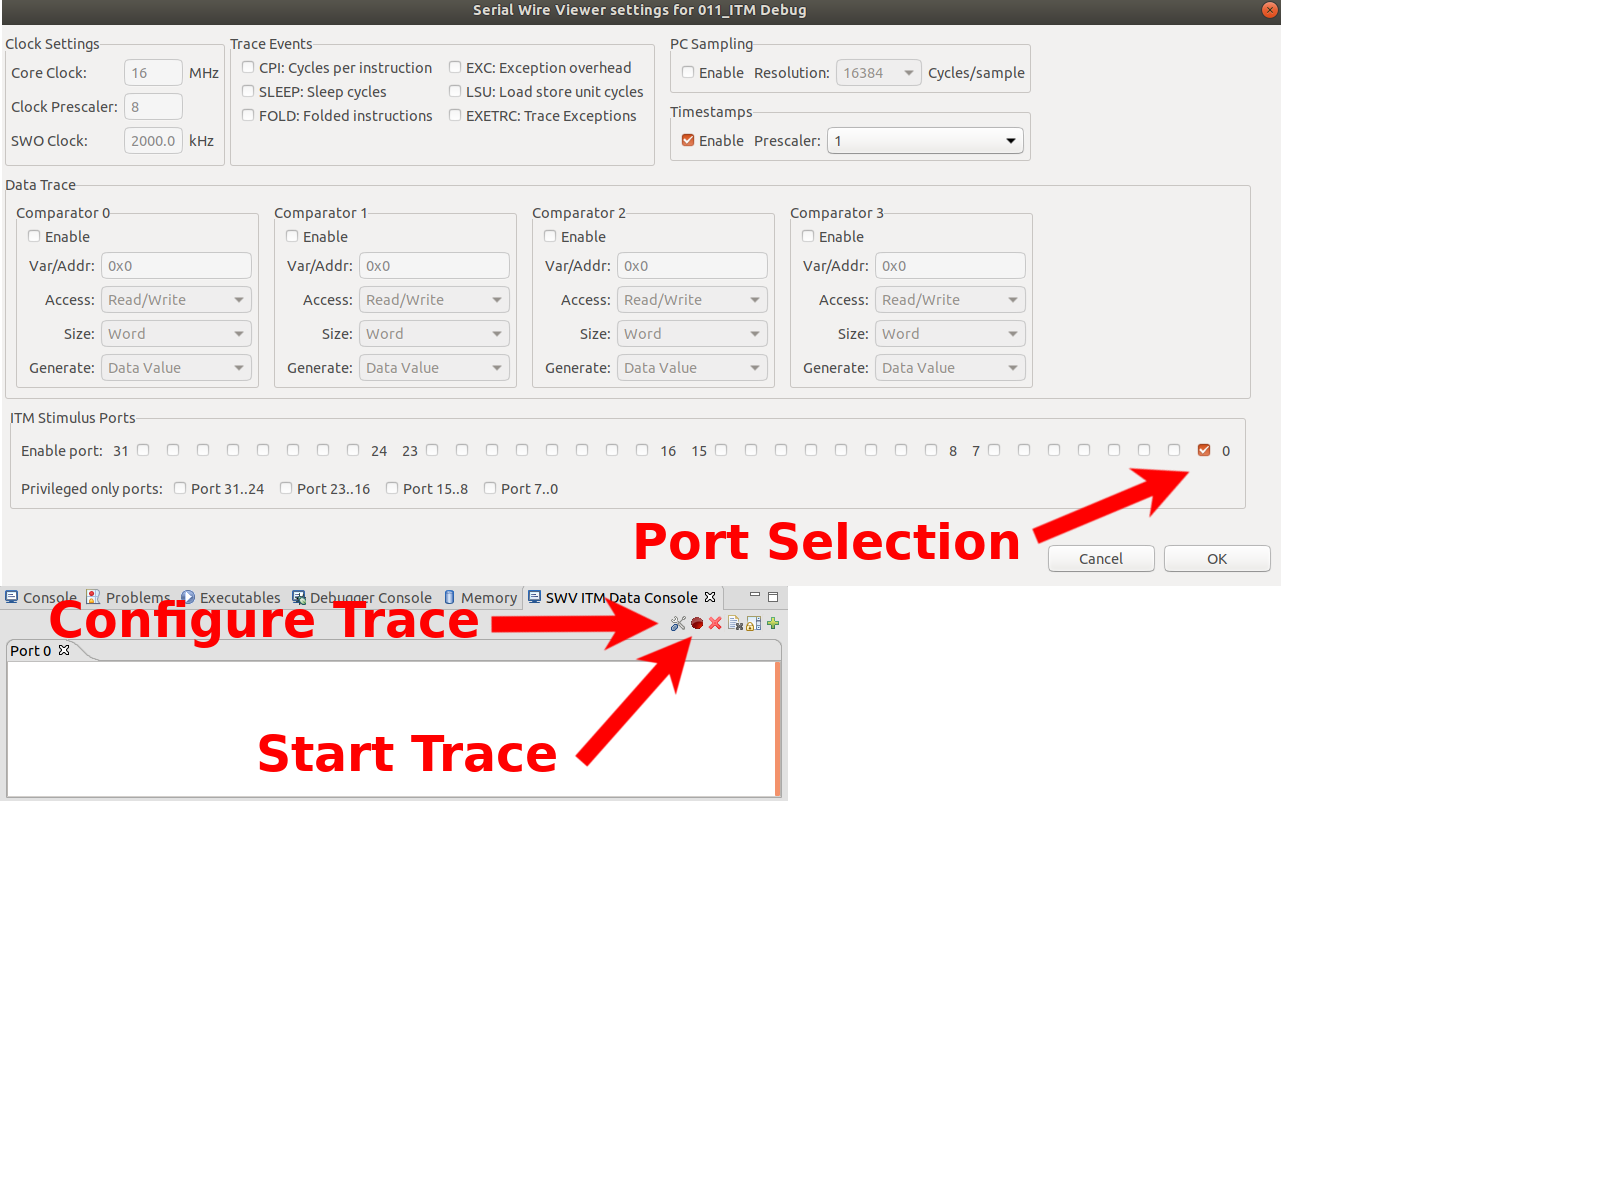 Serial Wire Viewer settings for 011_ITM Debug
Clock Settings
Core Clock: 16 MHz
Clock Prescaler: 8
SWO Clock: 2000.0 kHz
Trace Events
CPI: Cycles per instruction EXC: Exception overhead
SLEEP: Sleep cycles LSU: Load store unit cycles
FOLD: Folded instructions EXETRC: Trace Exceptions
PC Sampling
Enable Resolution: 16384 Cycles/sample
Timestamps
Enable Prescaler: 1
Data Trace
Comparator 0
Enable
Var/Addr: 0x0
Access: Read/Write
Size: Word
Generate: Data Value
Comparator 1
Enable
Var/Addr: 0x0
Access: Read/Write
Size: Word
Generate: Data Value
Comparator 2
Enable
Var/Addr: 0x0
Access: Read/Write
Size: Word
Generate: Data Value
Comparator 3
Enable
Var/Addr: 0x0
Access: Read/Write
Size: Word
Generate: Data Value
ITM Stimulus Ports
Enable port: 31 24 23 16 15 8 7 0
Privileged only ports: Port 31..24 Port 23..16 Port 15..8 Port 7..0
Port Selection
Cancel OK
Console Problems Executables Debugger Console Memory SWV ITM Data Console
Configure Trace
Port 0
Start Trace